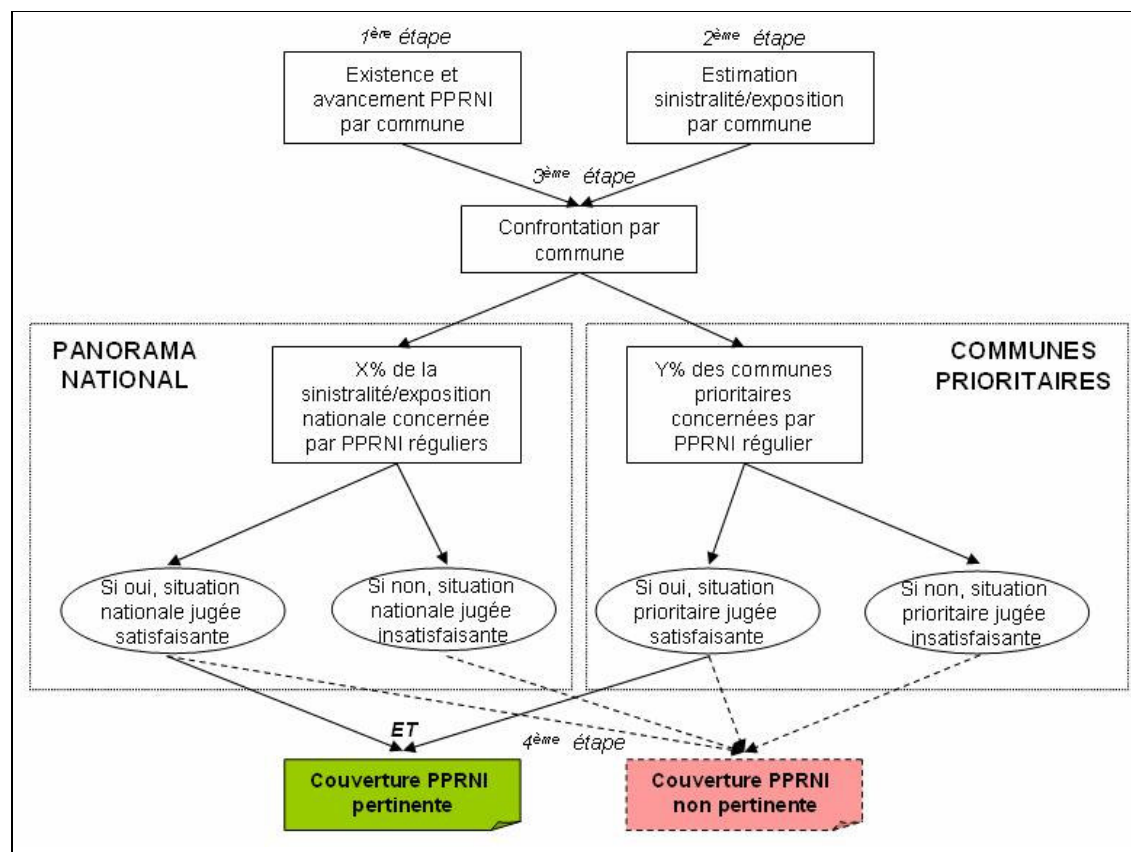 1ère étape
2ème étape
Existence et
avancement PPRNI
par commune
Estimation
sinistralité/exposition
par commune
3ème étape
Confrontation par
commune
PANORAMA
NATIONAL
COMMUNES
PRIORITAIRES
X% de la
sinistralité/exposition
nationale concernée
par PPRNI réguliers
Y% des communes
prioritaires
concernées par
PPRNI régulier
Si oui, situation
nationale jugée
satisfaisante
Si non, situation
nationale jugée
insatisfaisante
Si oui, situation
prioritaire jugée
satisfaisante
Si non, situation
prioritaire jugée
insatisfaisante
ET
4ème étape
Couverture PPRNI
pertinente
Couverture PPRNI
non pertinente